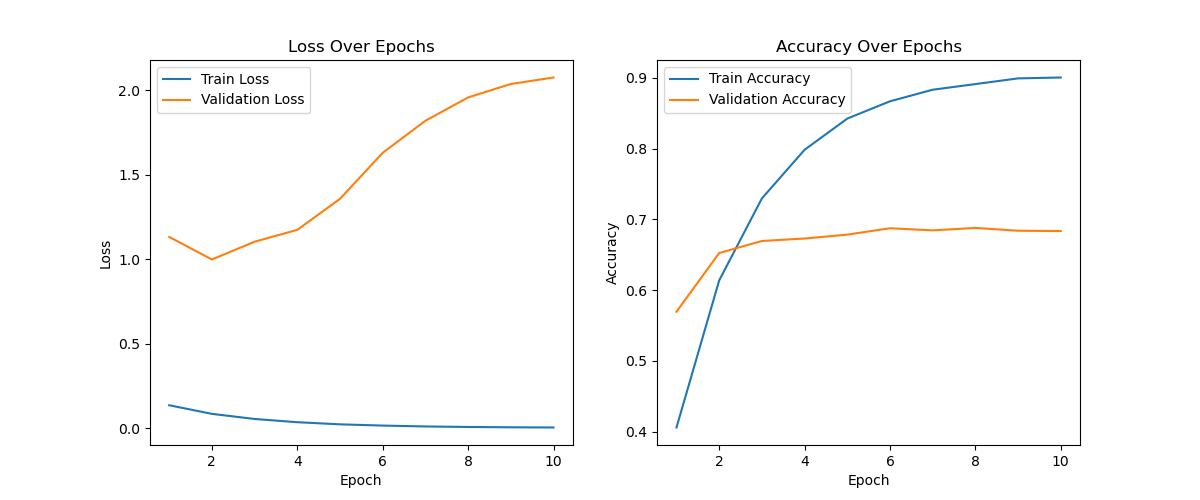 Loss Over Epochs
Train Loss
Validation Loss
2.0
1.5
1.0
0.5
0.0
Loss
2 4 6 8 10
Epoch
Accuracy Over Epochs
Train Accuracy
Validation Accuracy
0.9
0.8
0.7
0.6
0.5
0.4
Accuracy
2 4 6 8 10
Epoch